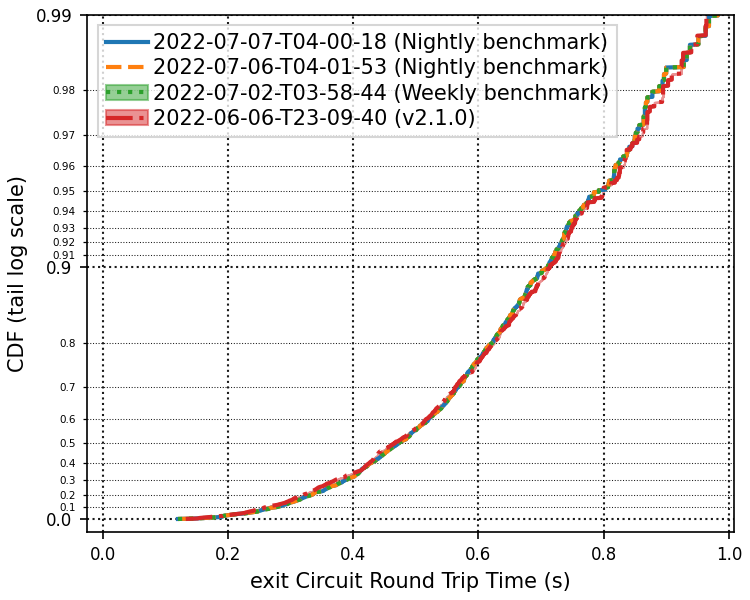 0.99
2022-07-07-T04-00-18 (Nightly benchmark)
2022-07-06-T04-01-53 (Nightly benchmark)
2022-07-02-T03-58-44 (Weekly benchmark)
2022-06-06-T23-09-40 (v2.1.0)
0.98
0.97
0.96
0.95
0.94
0.93
0.92
0.91
0.9
0.8
0.7
0.6
0.5
0.4
0.3
0.2
0.1
0.0
CDF (tail log scale)
0.0 0.2 0.4 0.6 0.8 1.0
exit Circuit Round Trip Time (s)